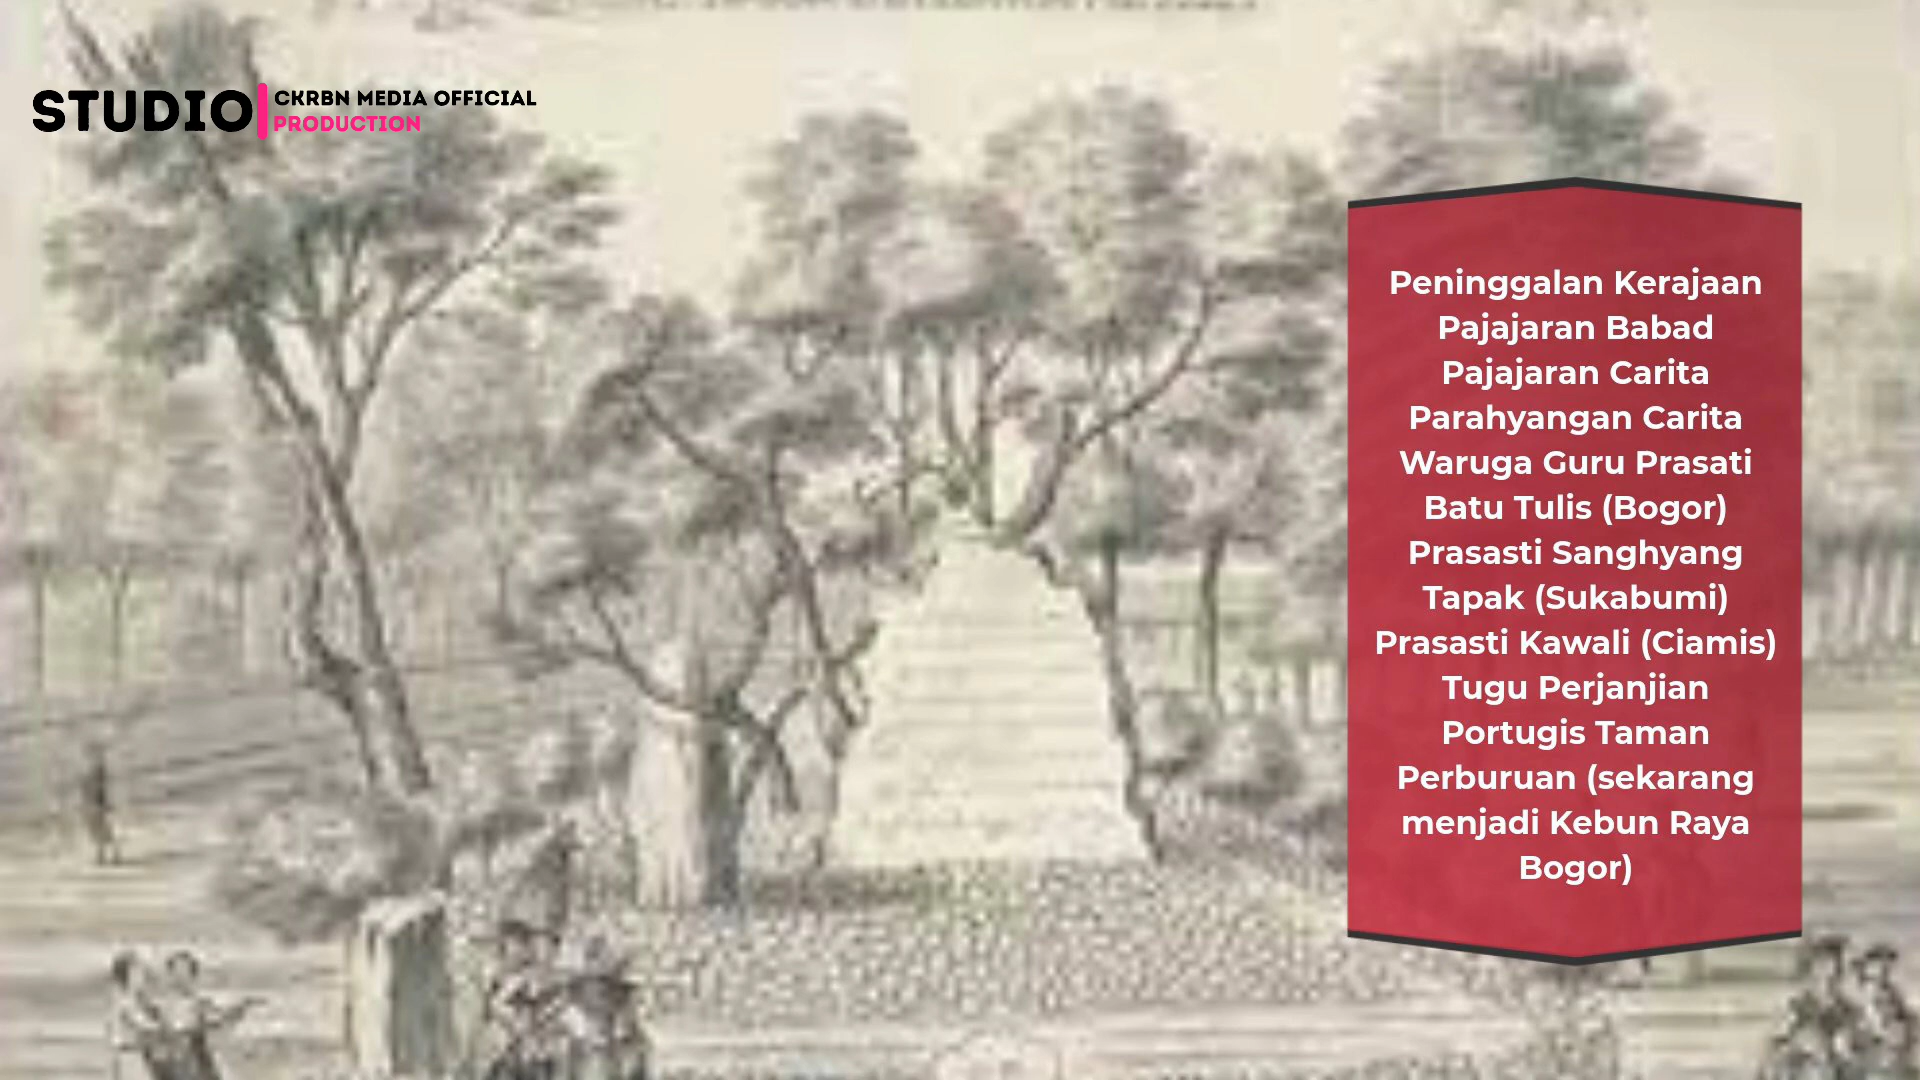 STUDIO
CKRBN MEDIA OFFICIAL
PRODUCTION
Peninggalan Kerajaan
Pajajaran Babad
Pajajaran Carita
Parahyangan Carita
Waruga Guru Prasati
Batu Tulis (Bogor)
Prasasti Sanghyang
Tapak (Sukabumi)
Prasasti Kawali (Ciamis)
Tugu Perjanjian
Portugis Taman
Perburuan (sekarang
menjadi Kebun Raya
Bogor)